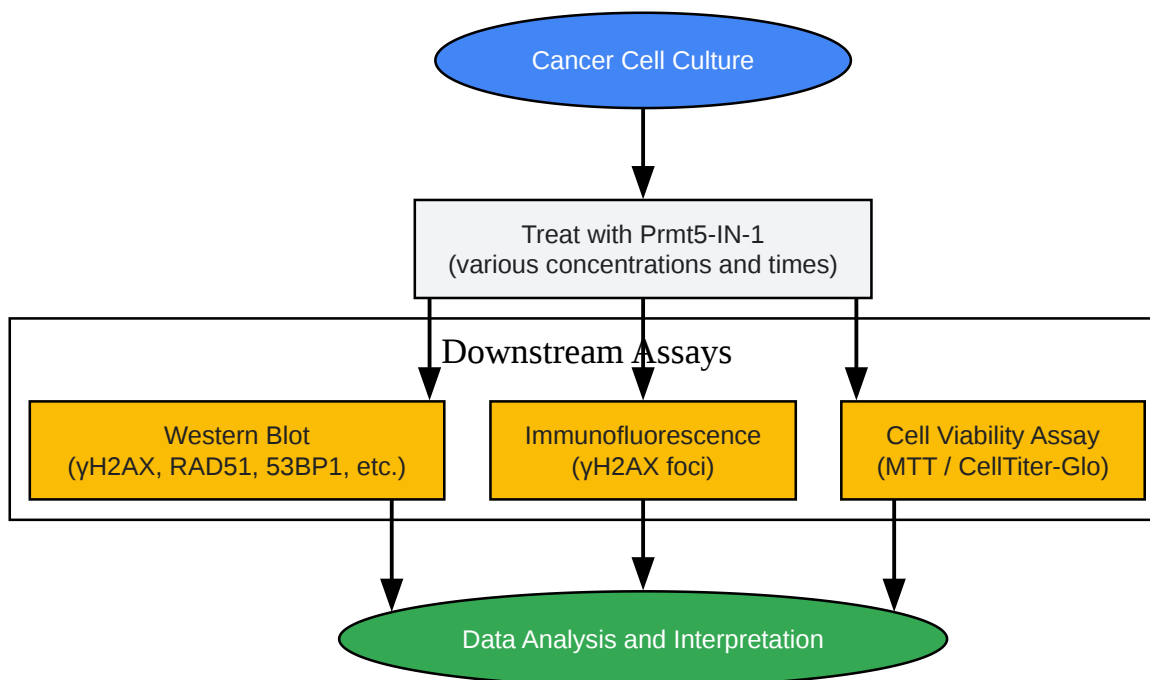 Cancer Cell Culture
Treat with Prmt5-IN-1
(various concentrations and times)
Downstream Assays
Western Blot
(γH2AX, RAD51, 53BP1, etc.)
Immunofluorescence
(γH2AX foci)
Cell Viability Assay
(MTT / CellTiter-Glo)
Data Analysis and Interpretation